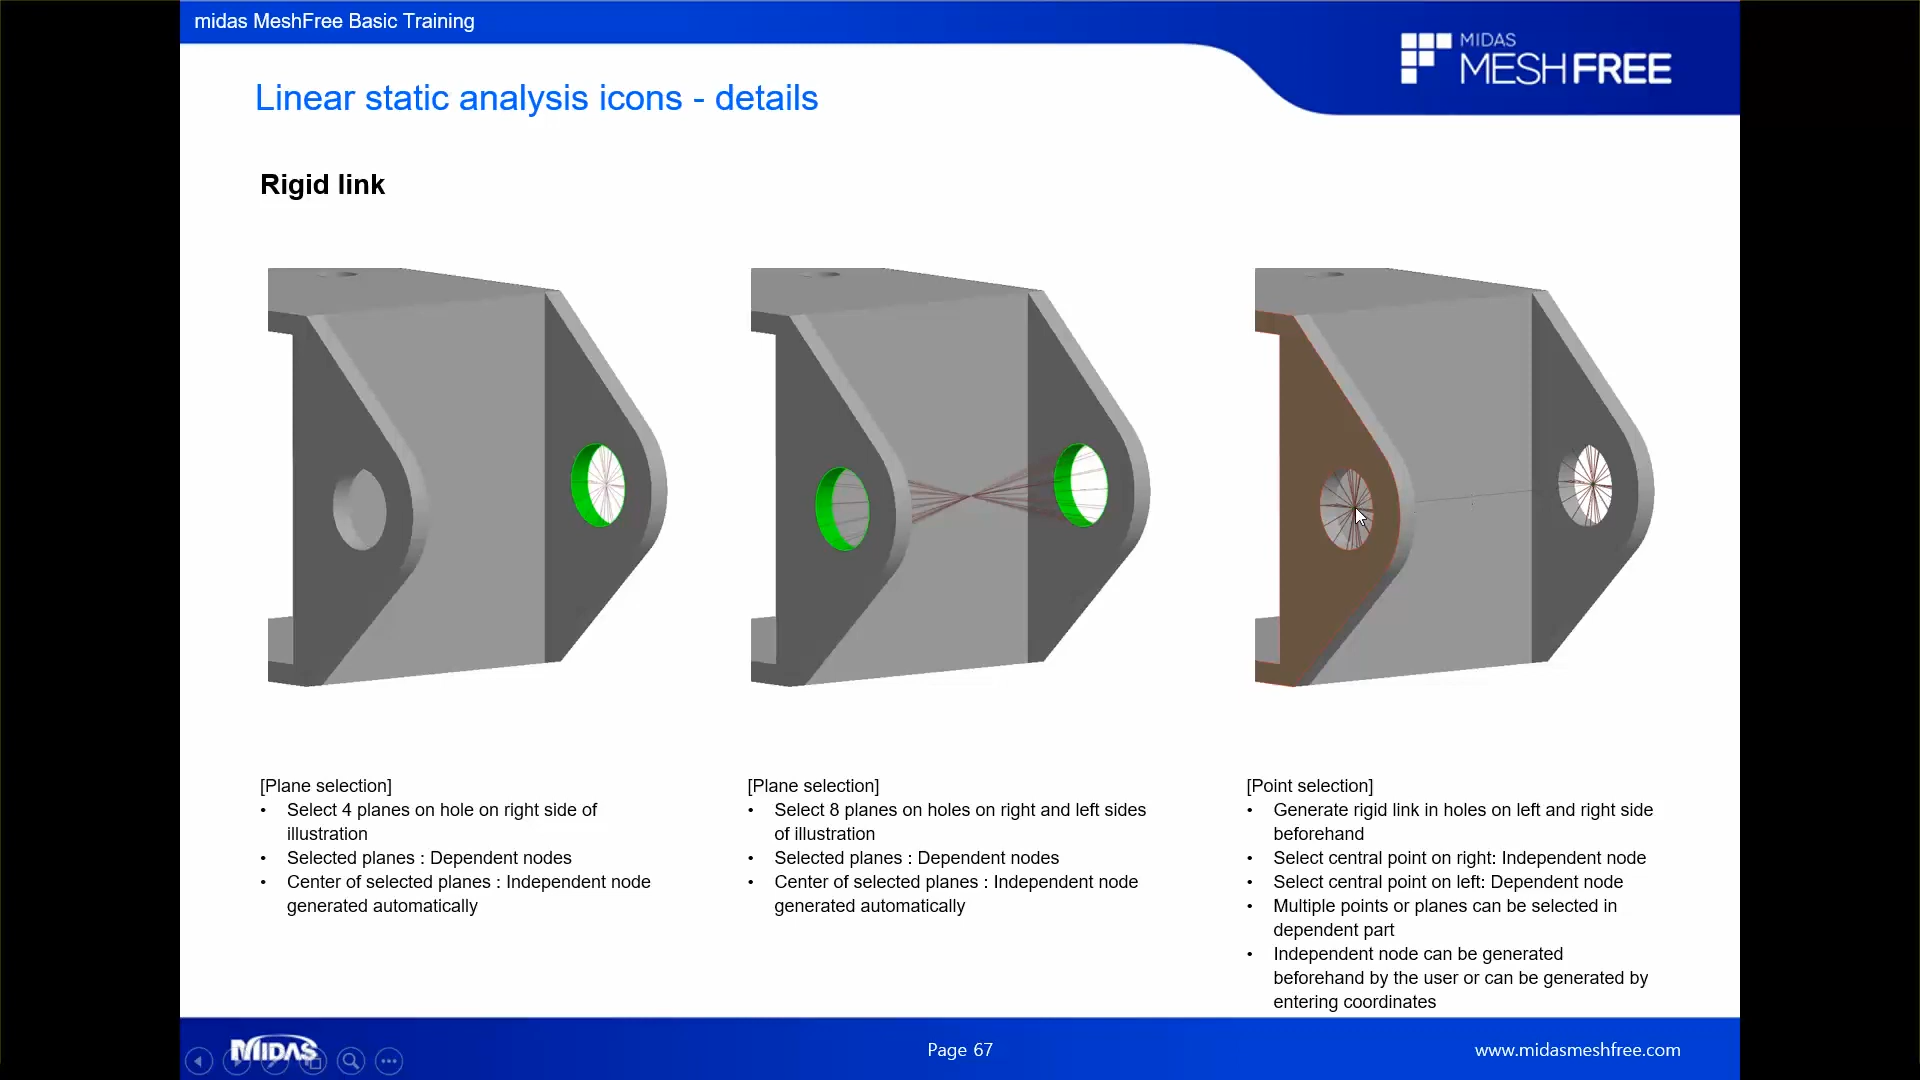 midas MeshFree Basic Training
MIDAS
MESHFREE
Linear static analysis icons - details
Rigid link
[Plane selection]
• Select 4 planes on hole on right side of
illustration
• Selected planes : Dependent nodes
• Center of selected planes : Independent node
generated automatically
[Plane selection]
• Select 8 planes on holes on right and left sides
of illustration
• Selected planes : Dependent nodes
• Center of selected planes : Independent node
generated automatically
[Point selection]
• Generate rigid link in holes on left and right side
beforehand
• Select central point on right: Independent node
• Select central point on left: Dependent node
• Multiple points or planes can be selected in
dependent part
• Independent node can be generated
beforehand by the user or can be generated by
entering coordinates
MIDAS
Page 67
www.midasmeshfree.com